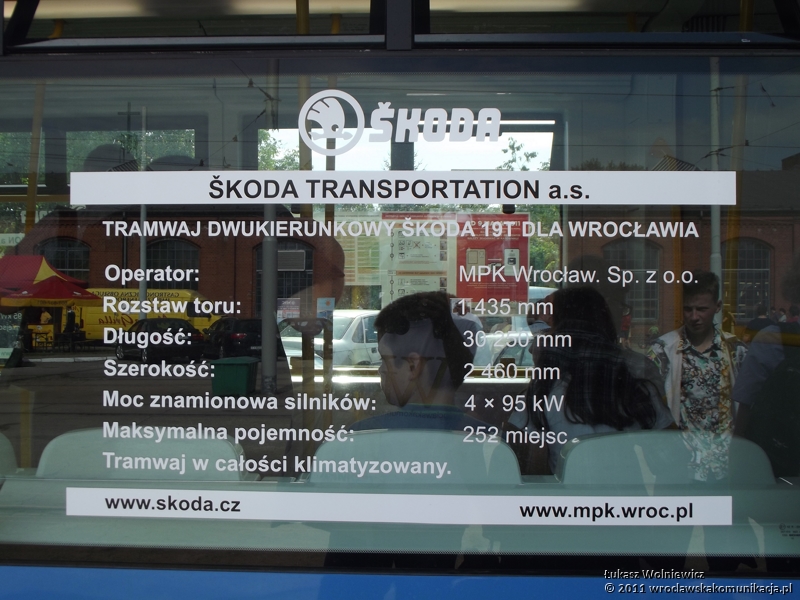 ŠKODA
ŠKODA TRANSPORTATION a.s.
TRAMWAJ DWUKIERUNKOWY ŠKODA 19T DLA WROCŁAWIA
Operator: MPK Wrocław. Sp. z o.o.
Rozstaw toru: 1 435 mm
Długość: 30 250 mm
Szerokość: 2 460 mm
Moc znamionowa silników: 4 × 95 kW
Maksymalna pojemność: 252 miejsc
Tramwaj w całości klimatyzowany.
www.skoda.cz www.mpk.wroc.pl
Łukasz Wolniewicz
© 2011 wroclawskakomunikacja.pl